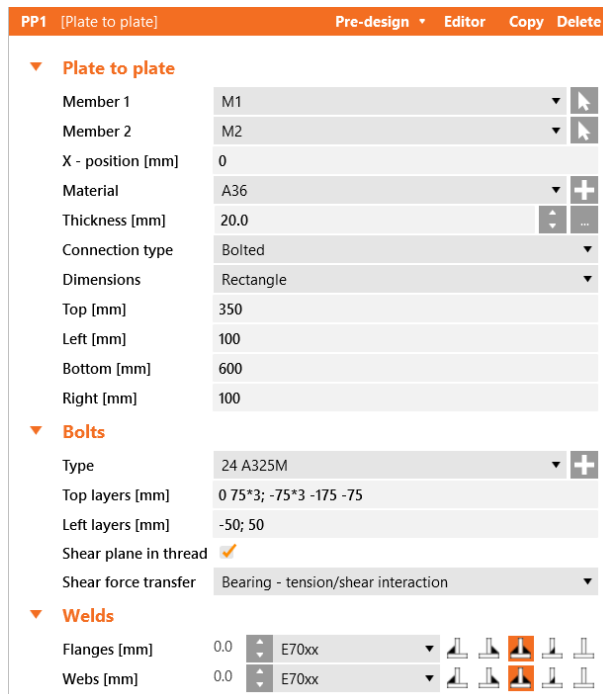 PP1 [Plate to plate] Pre-design Editor Copy Delete
Plate to plate
Member 1 M1
Member 2 M2
X - position [mm] 0
Material A36
Thickness [mm] 20.0 ...
Connection type Bolted
Dimensions Rectangle
Top [mm] 350
Left [mm] 100
Bottom [mm] 600
Right [mm] 100
Bolts
Type 24 A325M
Top layers [mm] 0 75*3; -75*3 -175 -75
Left layers [mm] -50; 50
Shear plane in thread
Shear force transfer Bearing - tension/shear interaction
Welds
Flanges [mm] 0.0 E70xx
Webs [mm] 0.0 E70xx